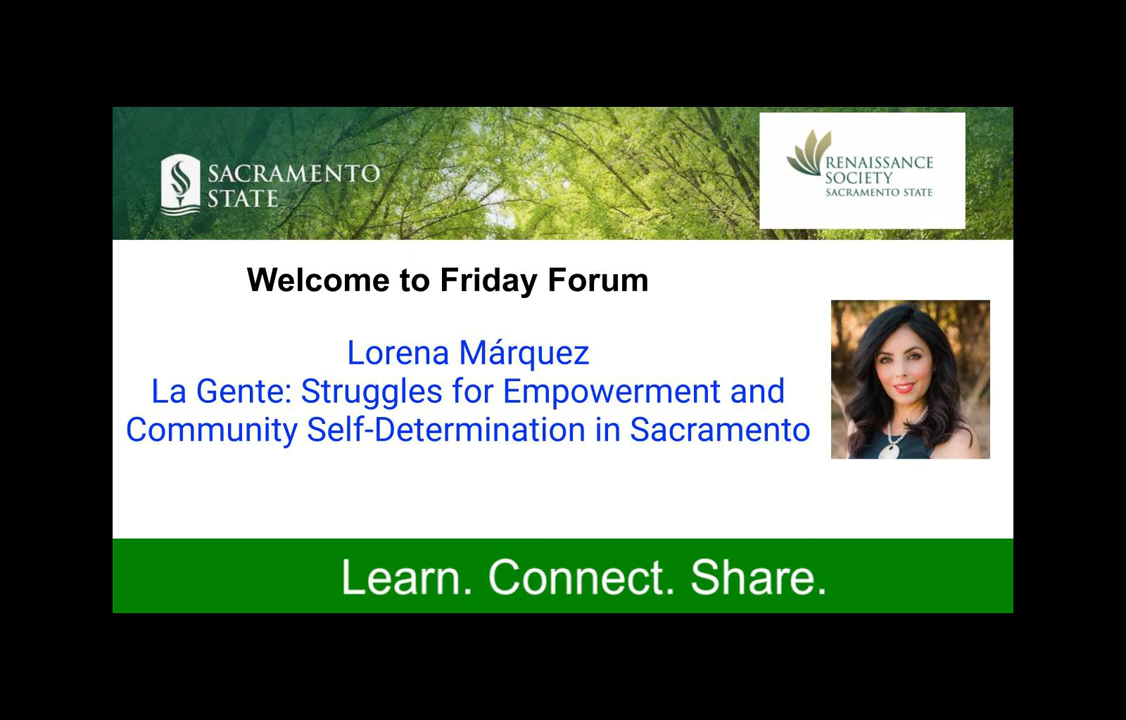 SACRAMENTO
STATE
RENAISSANCE
SOCIETY
SACRAMENTO STATE
Welcome to Friday Forum
Lorena Márquez
La Gente: Struggles for Empowerment and
Community Self-Determination in Sacramento
Learn. Connect. Share.